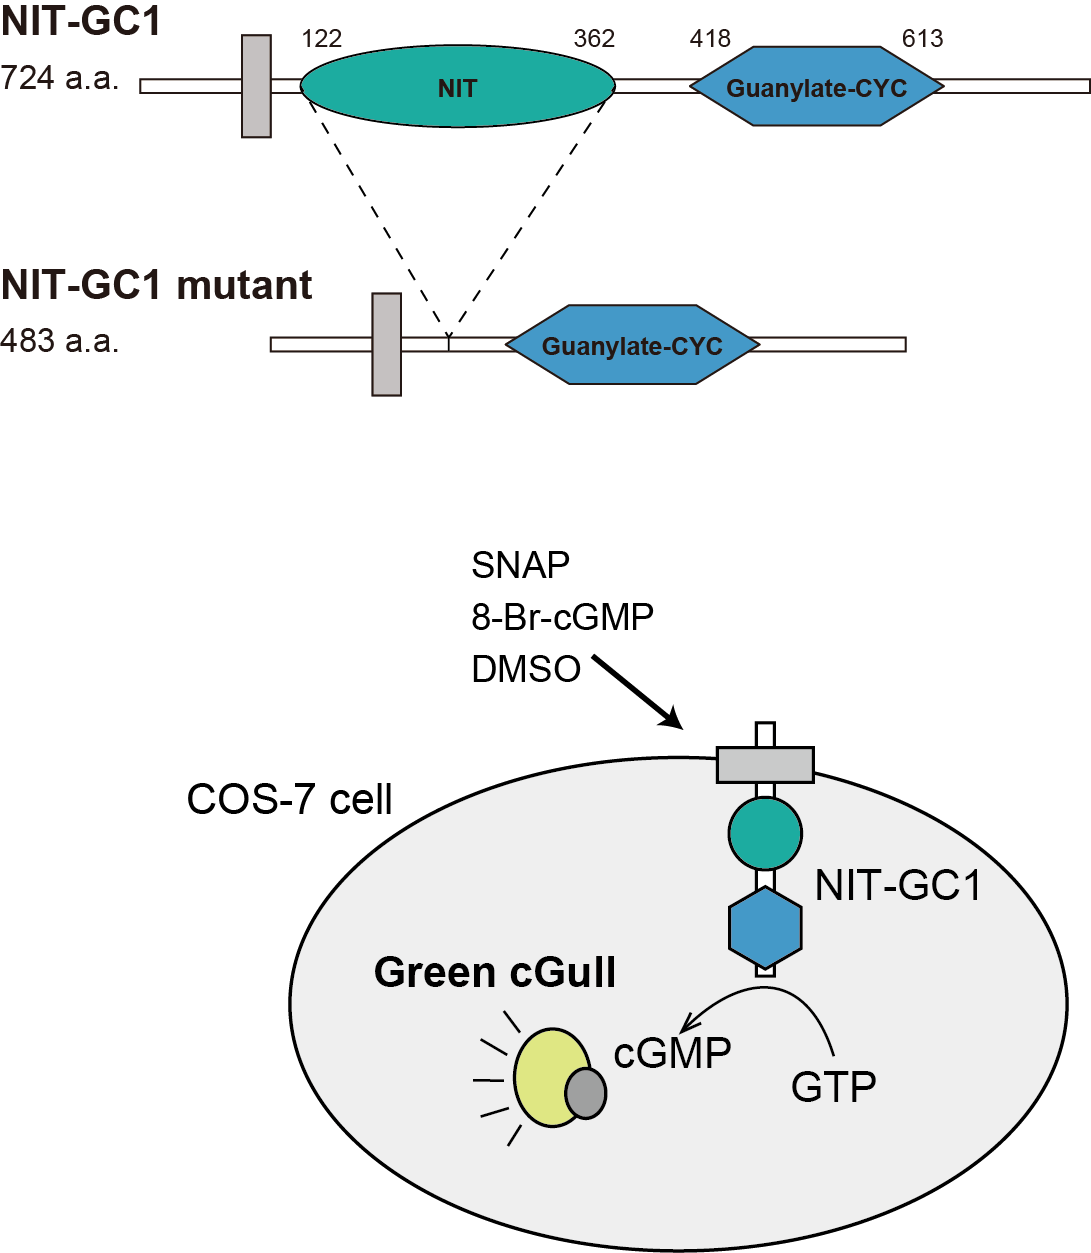 NIT-GC1
724 a.a.
122
362
418
613
NIT
Guanylate-CYC
NIT-GC1 mutant
483 a.a.
Guanylate-CYC
SNAP
8-Br-cGMP
DMSO
COS-7 cell
NIT-GC1
Green cGull
cGMP
GTP